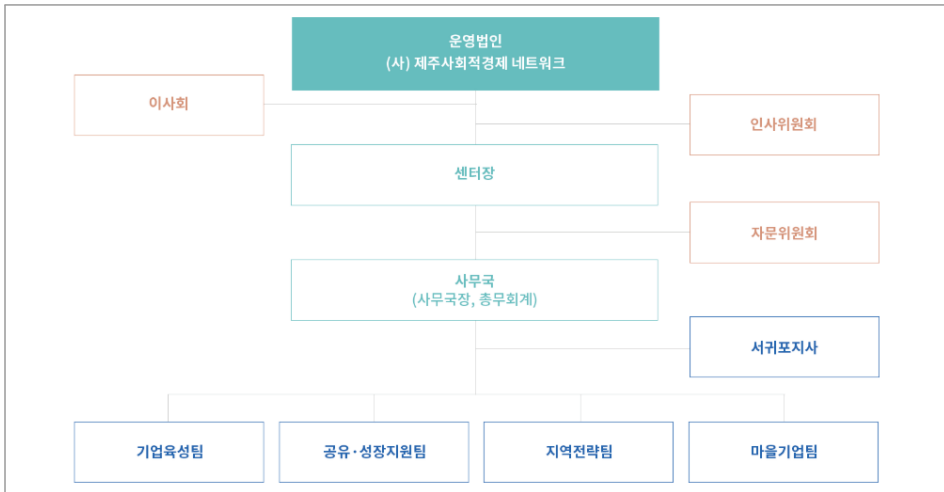 운영법인
(사) 제주사회적경제 네트워크
이사회
인사위원회
센터장
자문위원회
사무국
(사무국장, 총무회계)
서귀포지사
기업육성팀
공유·성장지원팀
지역전략팀
마을기업팀